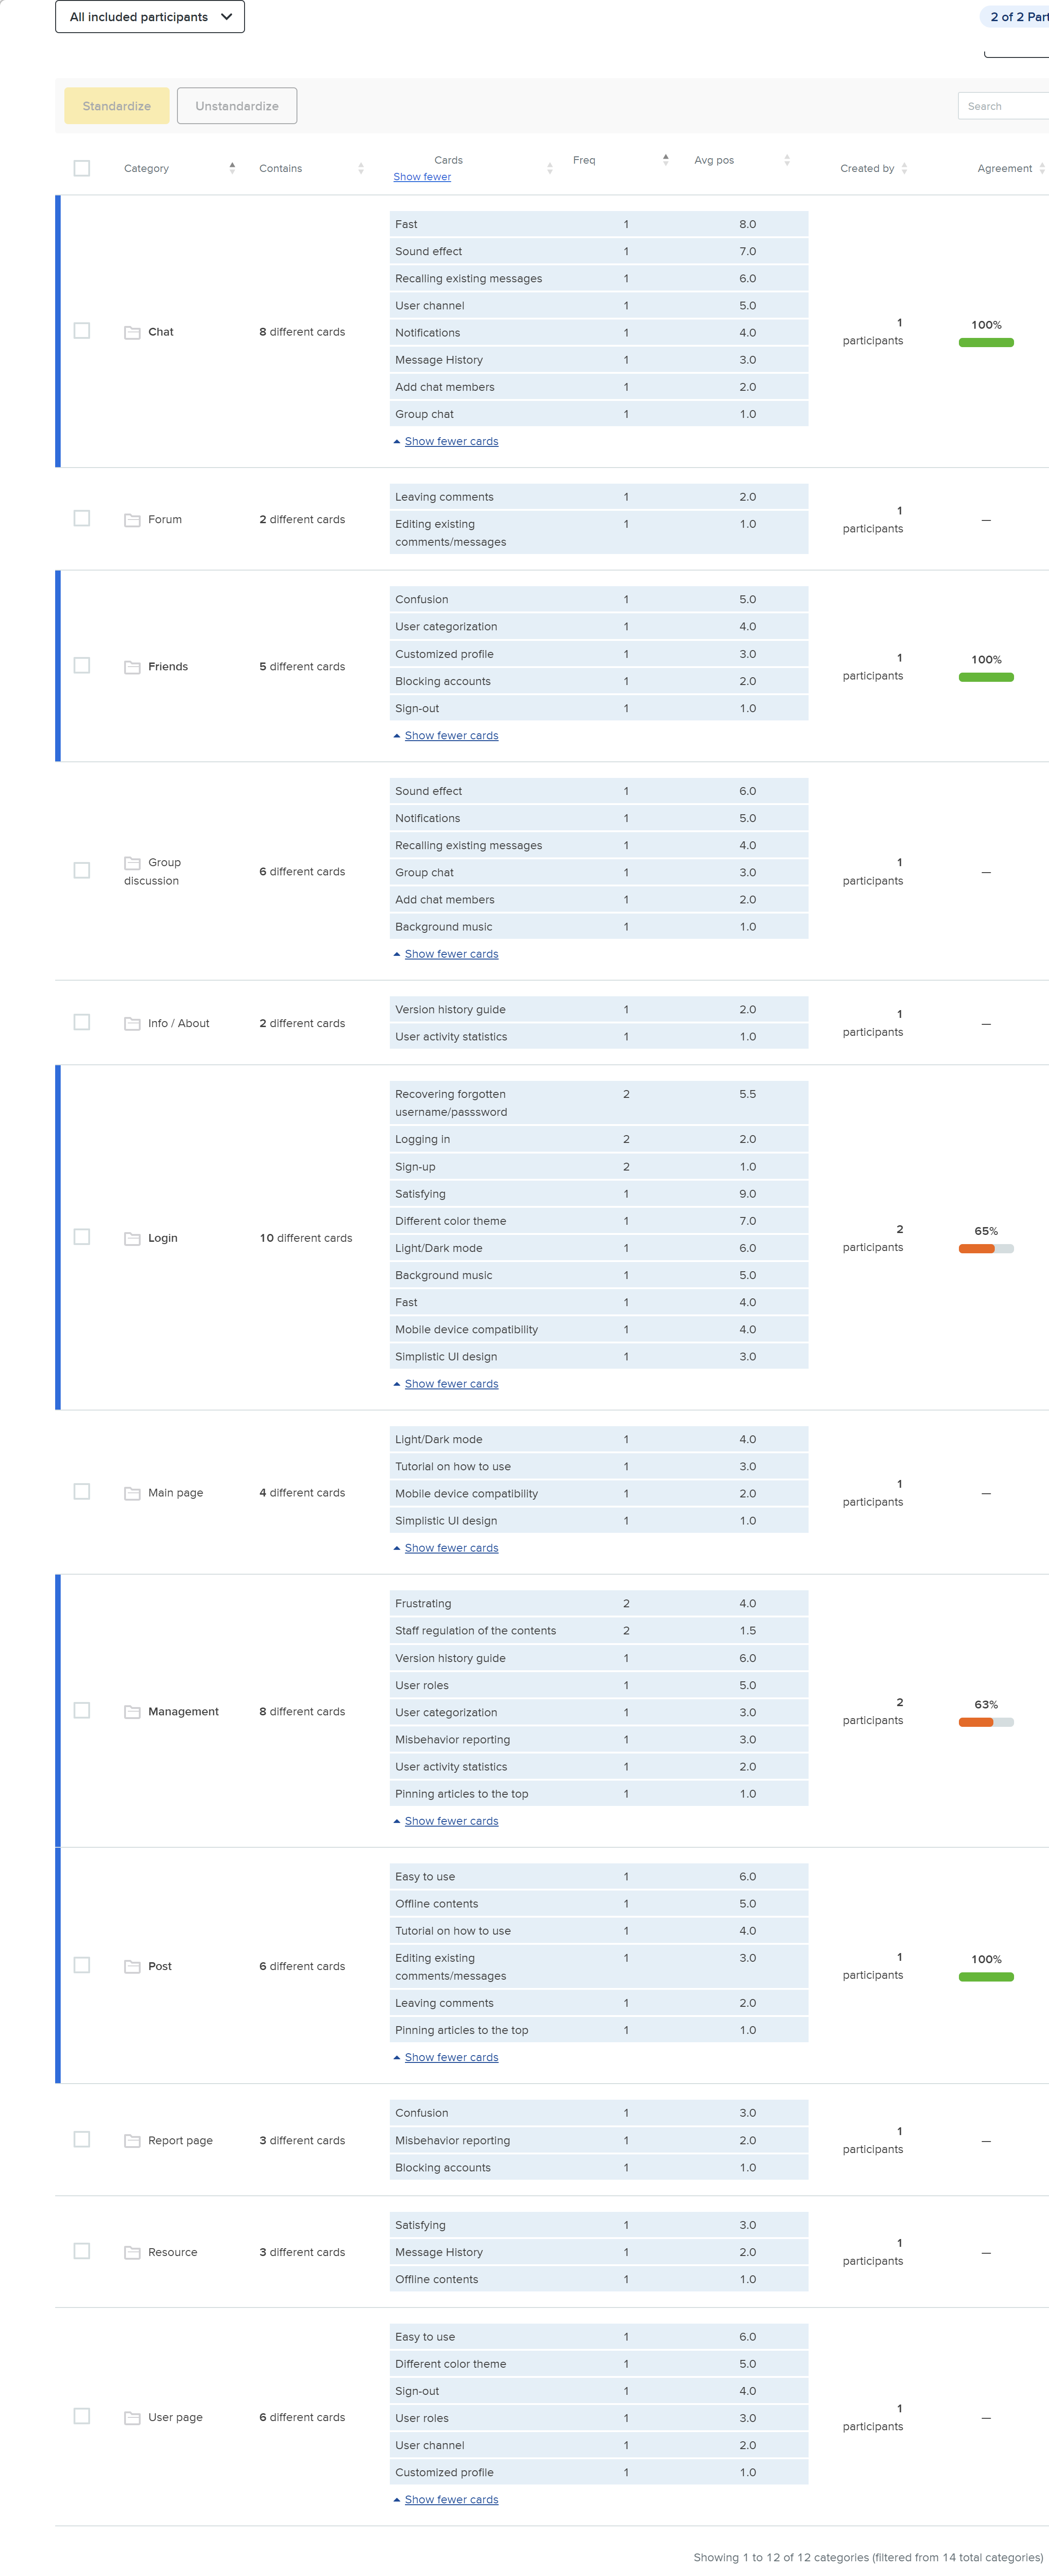 All included participants
2 of 2 Part
Standardize Unstandardize Search
Category Contains Cards Freq Avg pos Created by Agreement
Show fewer
Fast 1 8.0
Sound effect 1 7.0
Recalling existing messages 1 6.0
User channel 1 5.0
Chat 8 different cards Notifications 1 4.0 1 participants 100%
Message History 1 3.0
Add chat members 1 2.0
Group chat 1 1.0
Show fewer cards
Leaving comments 1 2.0
Forum 2 different cards 1 participants —
Editing existing 1 1.0
comments/messages
Confusion 1 5.0
User categorization 1 4.0
Friends 5 different cards Customized profile 1 3.0 1 participants 100%
Blocking accounts 1 2.0
Sign-out 1 1.0
Show fewer cards
Sound effect 1 6.0
Notifications 1 5.0
Recalling existing messages 1 4.0
Group discussion 6 different cards Group chat 1 3.0 1 participants —
Add chat members 1 2.0
Background music 1 1.0
Show fewer cards
Version history guide 1 2.0
Info / About 2 different cards 1 participants —
User activity statistics 1 1.0
Recovering forgotten 2 5.5
username/passsword
Logging in 2 2.0
Sign-up 2 1.0
Satisfying 1 9.0
Different color theme 1 7.0
Login 10 different cards Light/Dark mode 1 6.0 2 participants 65%
Background music 1 5.0
Fast 1 4.0
Mobile device compatibility 1 4.0
Simplistic UI design 1 3.0
Show fewer cards
Light/Dark mode 1 4.0
Tutorial on how to use 1 3.0
Main page 4 different cards Mobile device compatibility 1 2.0 1 participants —
Simplistic UI design 1 1.0
Show fewer cards
Frustrating 2 4.0
Staff regulation of the contents 2 1.5
Version history guide 1 6.0
User roles 1 5.0
Management 8 different cards User categorization 1 3.0 2 participants 63%
Misbehavior reporting 1 3.0
User activity statistics 1 2.0
Pinning articles to the top 1 1.0
Show fewer cards
Easy to use 1 6.0
Offline contents 1 5.0
Tutorial on how to use 1 4.0
Post 6 different cards Editing existing 1 3.0 1 participants 100%
comments/messages
Leaving comments 1 2.0
Pinning articles to the top 1 1.0
Show fewer cards
Confusion 1 3.0
Report page 3 different cards Misbehavior reporting 1 2.0 1 participants —
Blocking accounts 1 1.0
Satisfying 1 3.0
Resource 3 different cards Message History 1 2.0 1 participants —
Offline contents 1 1.0
Easy to use 1 6.0
Different color theme 1 5.0
Sign-out 1 4.0
User page 6 different cards User roles 1 3.0 1 participants —
User channel 1 2.0
Customized profile 1 1.0
Show fewer cards
Showing 1 to 12 of 12 categories (filtered from 14 total categories)